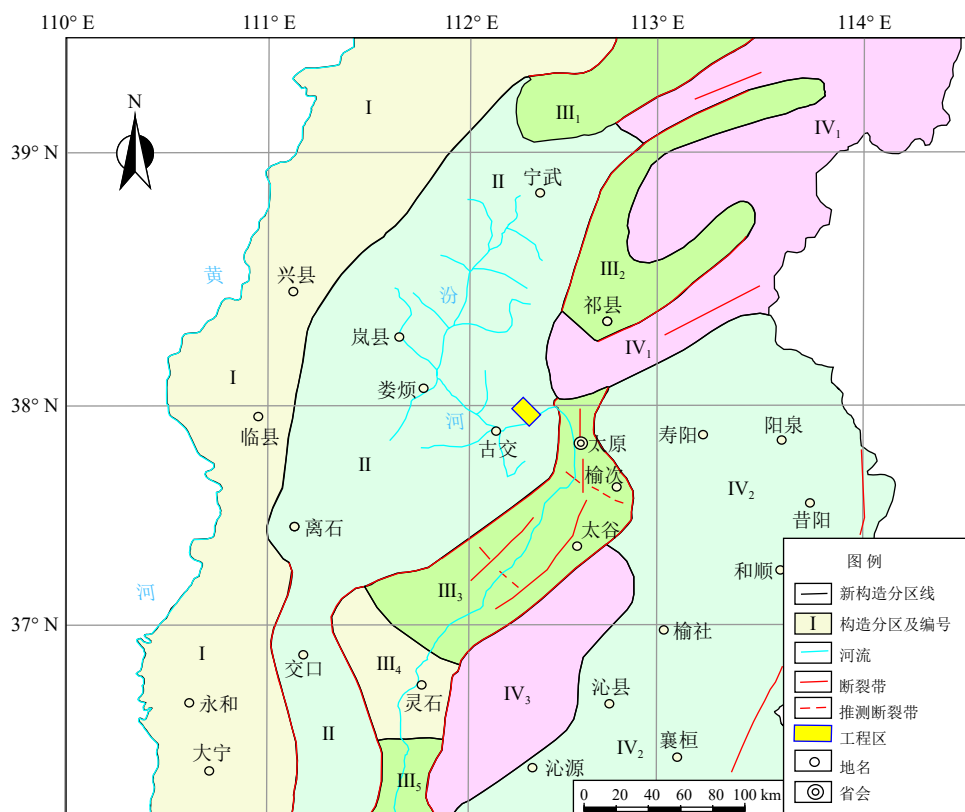 110° E
111° E
112° E
113° E
114° E
N
39° N
38° N
37° N
I
III₁
IV₁
II
宁武
黄
兴县
汾
III₂
祁县
岚县
IV₁
I
娄烦
临县
河
古交
太原
寿阳
阳泉
II
榆次
IV₂
昔阳
离石
太谷
和顺
河
III₃
榆社
I
交口
III₄
灵石
IV₃
沁县
永和
II
IV₂
襄桓
大宁
III₅
沁源
图 例
新构造分区线
I 构造分区及编号
河流
断裂带
推测断裂带
工程区
地名
省会
0 20 40 60 80 100 km